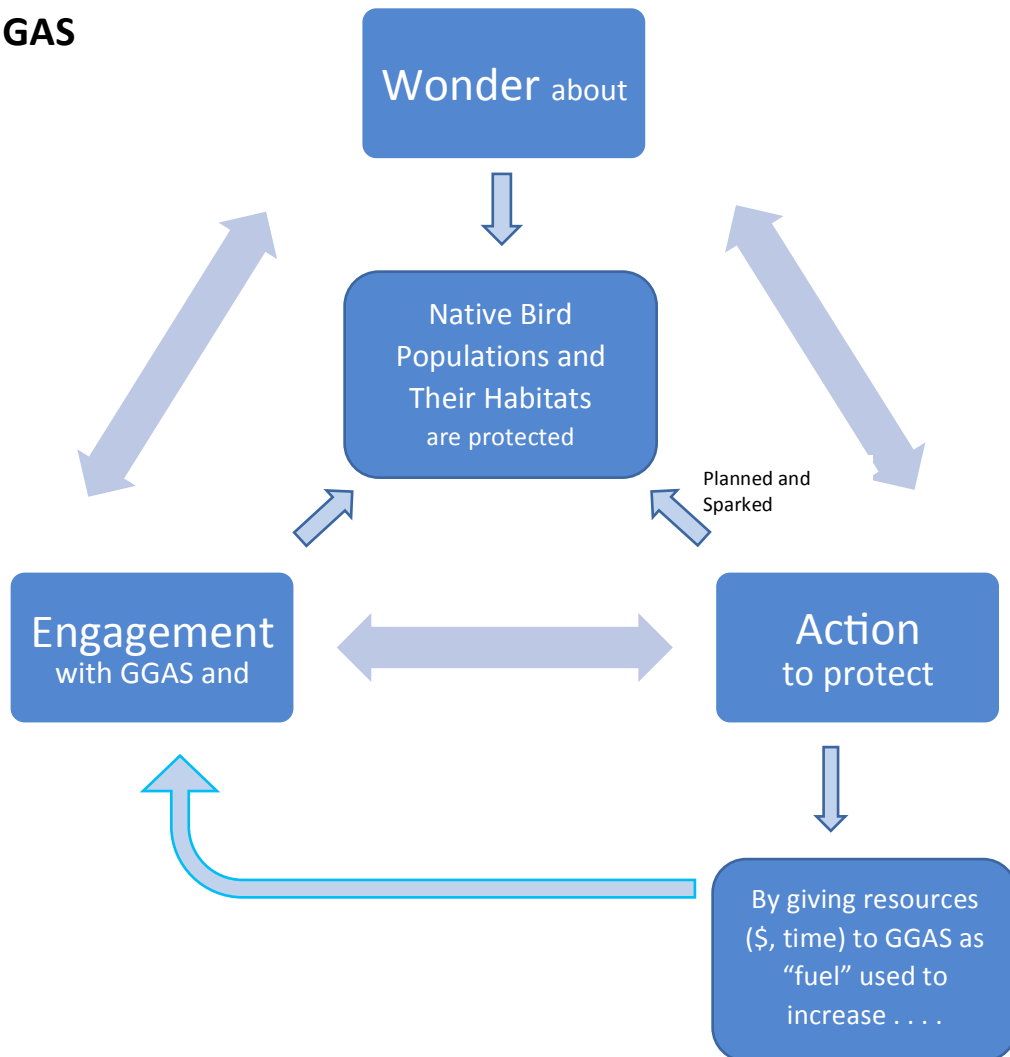 GAS
Wonder about
Native Bird
Populations and
Their Habitats
are protected
Planned and
Sparked
Engagement
with GGAS and
Action
to protect
By giving resources
($, time) to GGAS as
“fuel” used to
increase . . . .